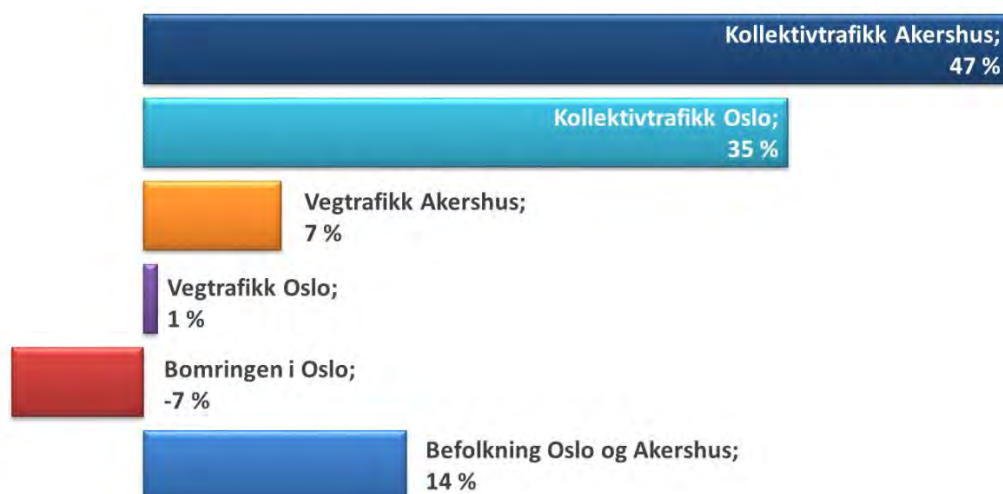 Kollektivtrafikk Akershus;
47 %
Kollektivtrafikk Oslo;
35 %
Vegtrafikk Akershus;
7 %
Vegtrafikk Oslo;
1 %
Bomringen i Oslo;
-7 %
Befolkning Oslo og Akershus;
14 %